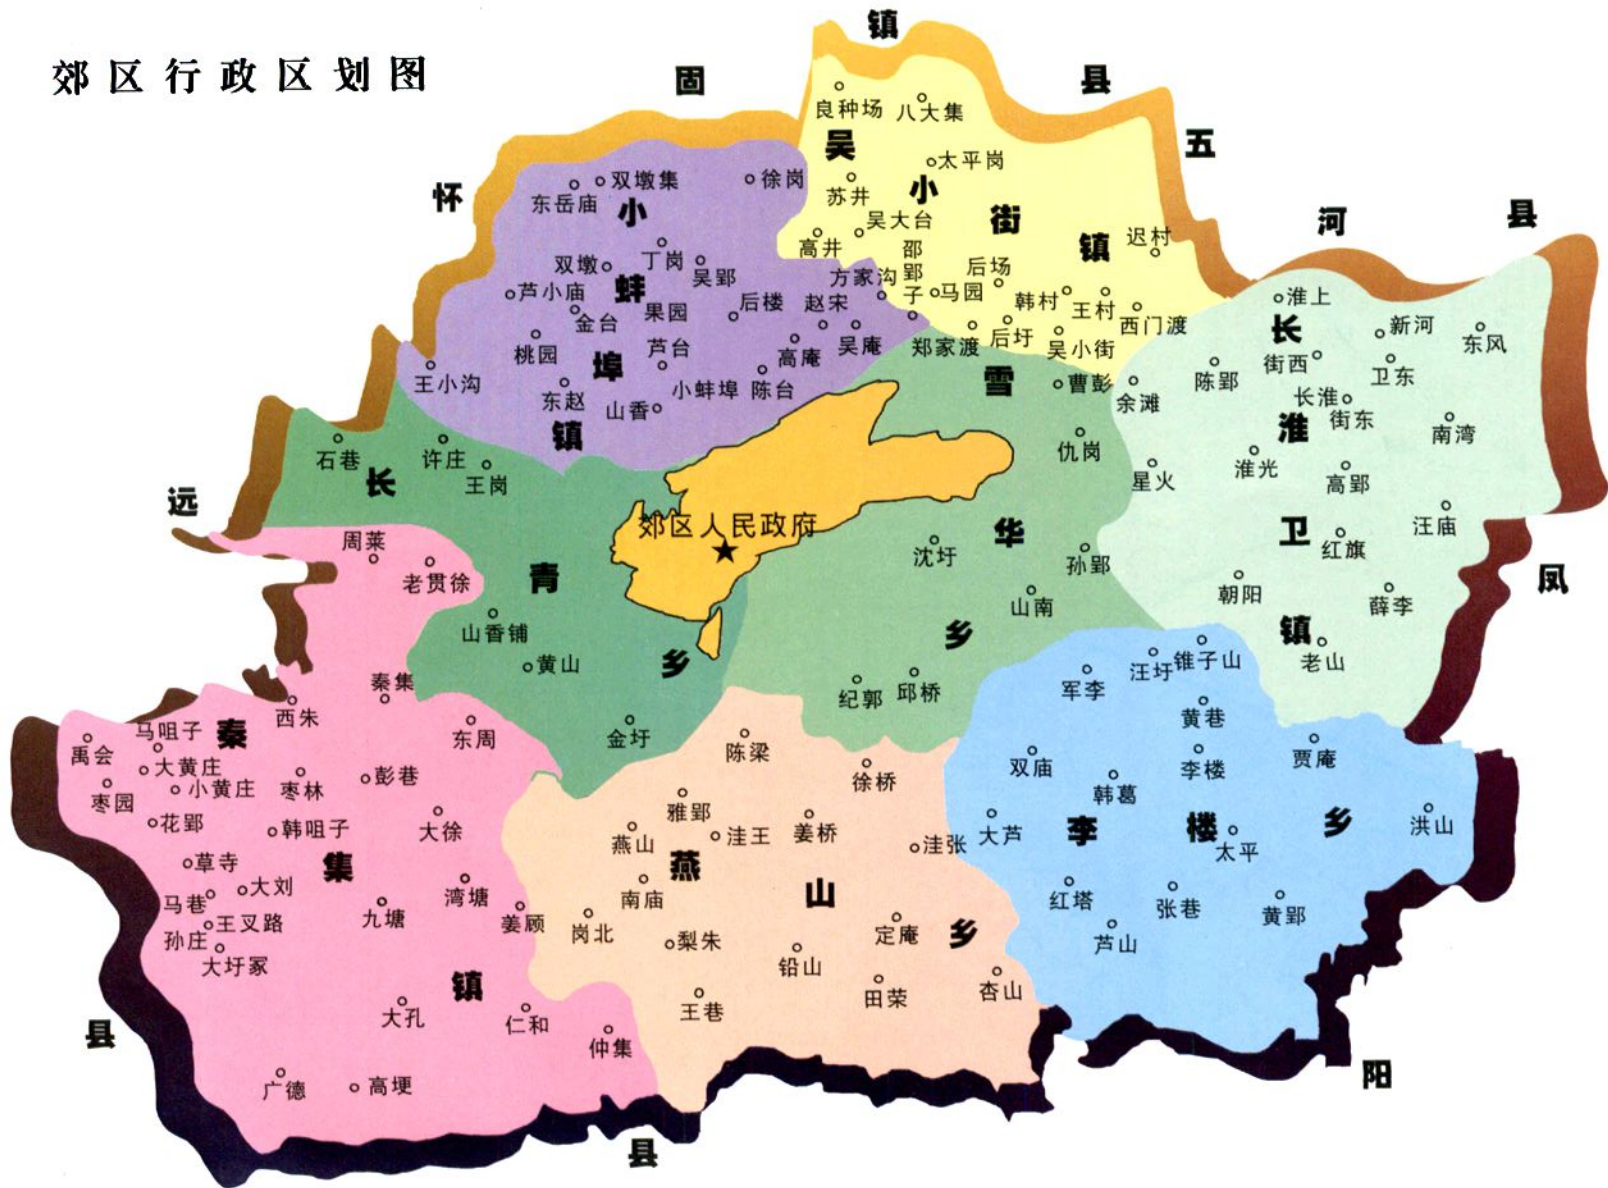 郊区行政区划图
镇
固
县
五
河
县
怀
远
县
凤
阳
县
吴小街镇
良种场
八大集
太平岗
苏井
吴大台
高井
邵郢子
方家沟
后场
马园
韩村
王村
迟村
西门渡
郑家渡
后圩
吴小街
小蚌埠镇
双墩集
东岳庙
徐岗
丁岗
双墩
吴郢
芦小庙
金台
果园
后楼
赵宋
桃园
芦台
高庵
吴庵
王小沟
东赵
山香
小蚌埠
陈台
长淮卫镇
淮上
新河
东风
街西
陈郢
卫东
余滩
长淮
街东
南湾
星火
淮光
高郢
汪庙
红旗
朝阳
薛李
老山
雪华乡
曹彭
仇岗
沈圩
孙郢
山南
纪郭
邱桥
郊区人民政府
长青乡
石巷
许庄
王岗
山香铺
黄山
金圩
秦集镇
周莱
老贯徐
秦集
西朱
东周
马咀子
禹会
大黄庄
小黄庄
枣园
枣林
彭巷
花郢
韩咀子
大徐
草寺
大刘
马巷
湾塘
王叉路
孙庄
九塘
姜顾
大圩冢
大孔
仁和
仲集
广德
高埂
燕山乡
陈梁
徐桥
雅郢
燕山
洼王
姜桥
洼张
南庙
岗北
梨朱
定庵
铅山
田荣
杏山
王巷
李楼乡
锥子山
汪圩
军李
黄巷
双庙
李楼
贾庵
韩葛
大芦
太平
洪山
红塔
张巷
黄郢
芦山